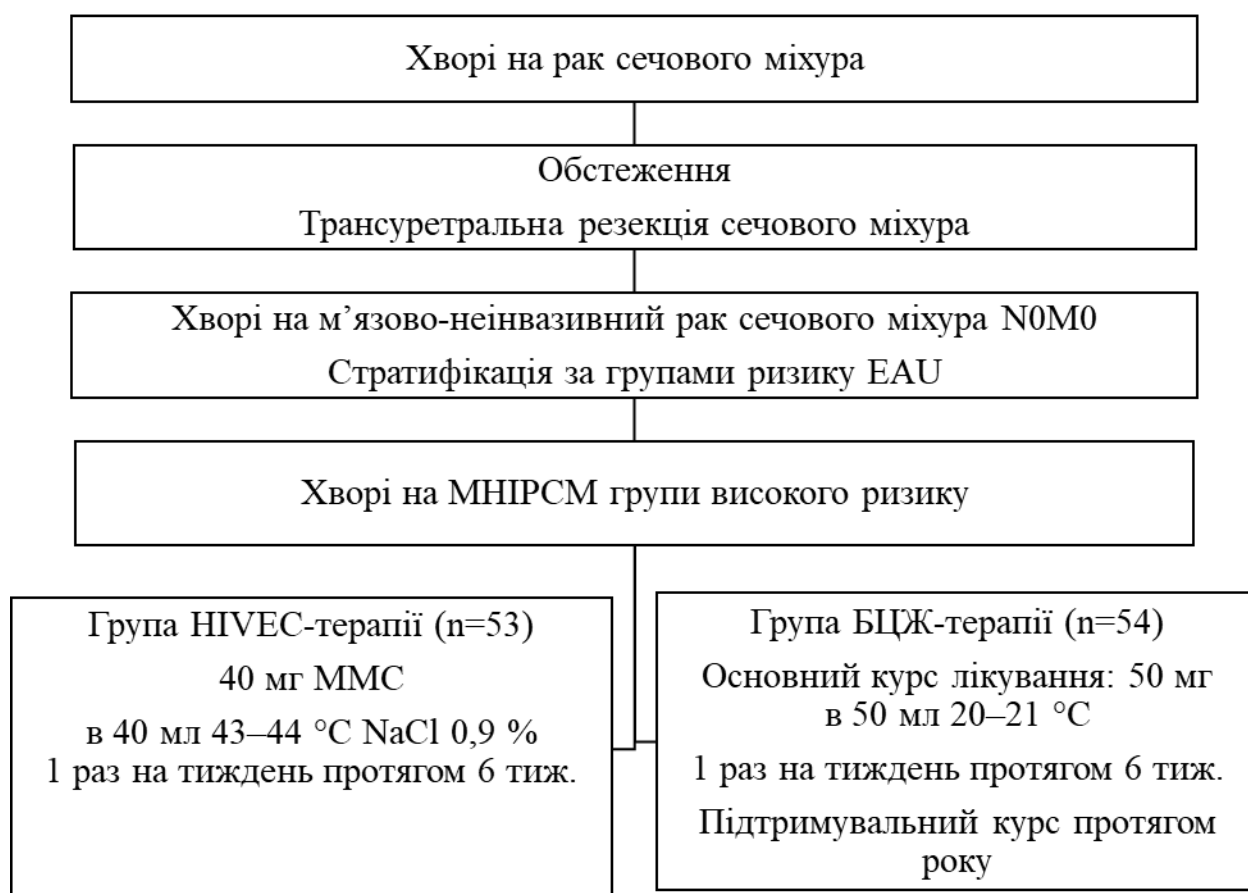 Хворі на рак сечового міхура
Обстеження
Трансуретральна резекція сечового міхура
Хворі на м’язово-неінвазивний рак сечового міхура N0M0
Стратифікація за групами ризику EAU
Хворі на МНІРСМ групи високого ризику
Група HIVEC-терапії (n=53)
40 мг ММС
в 40 мл 43–44 °C NaCl 0,9 %
1 раз на тиждень протягом 6 тиж.
Група БЦЖ-терапії (n=54)
Основний курс лікування: 50 мг
в 50 мл 20–21 °C
1 раз на тиждень протягом 6 тиж.
Підтримувальний курс протягом
року